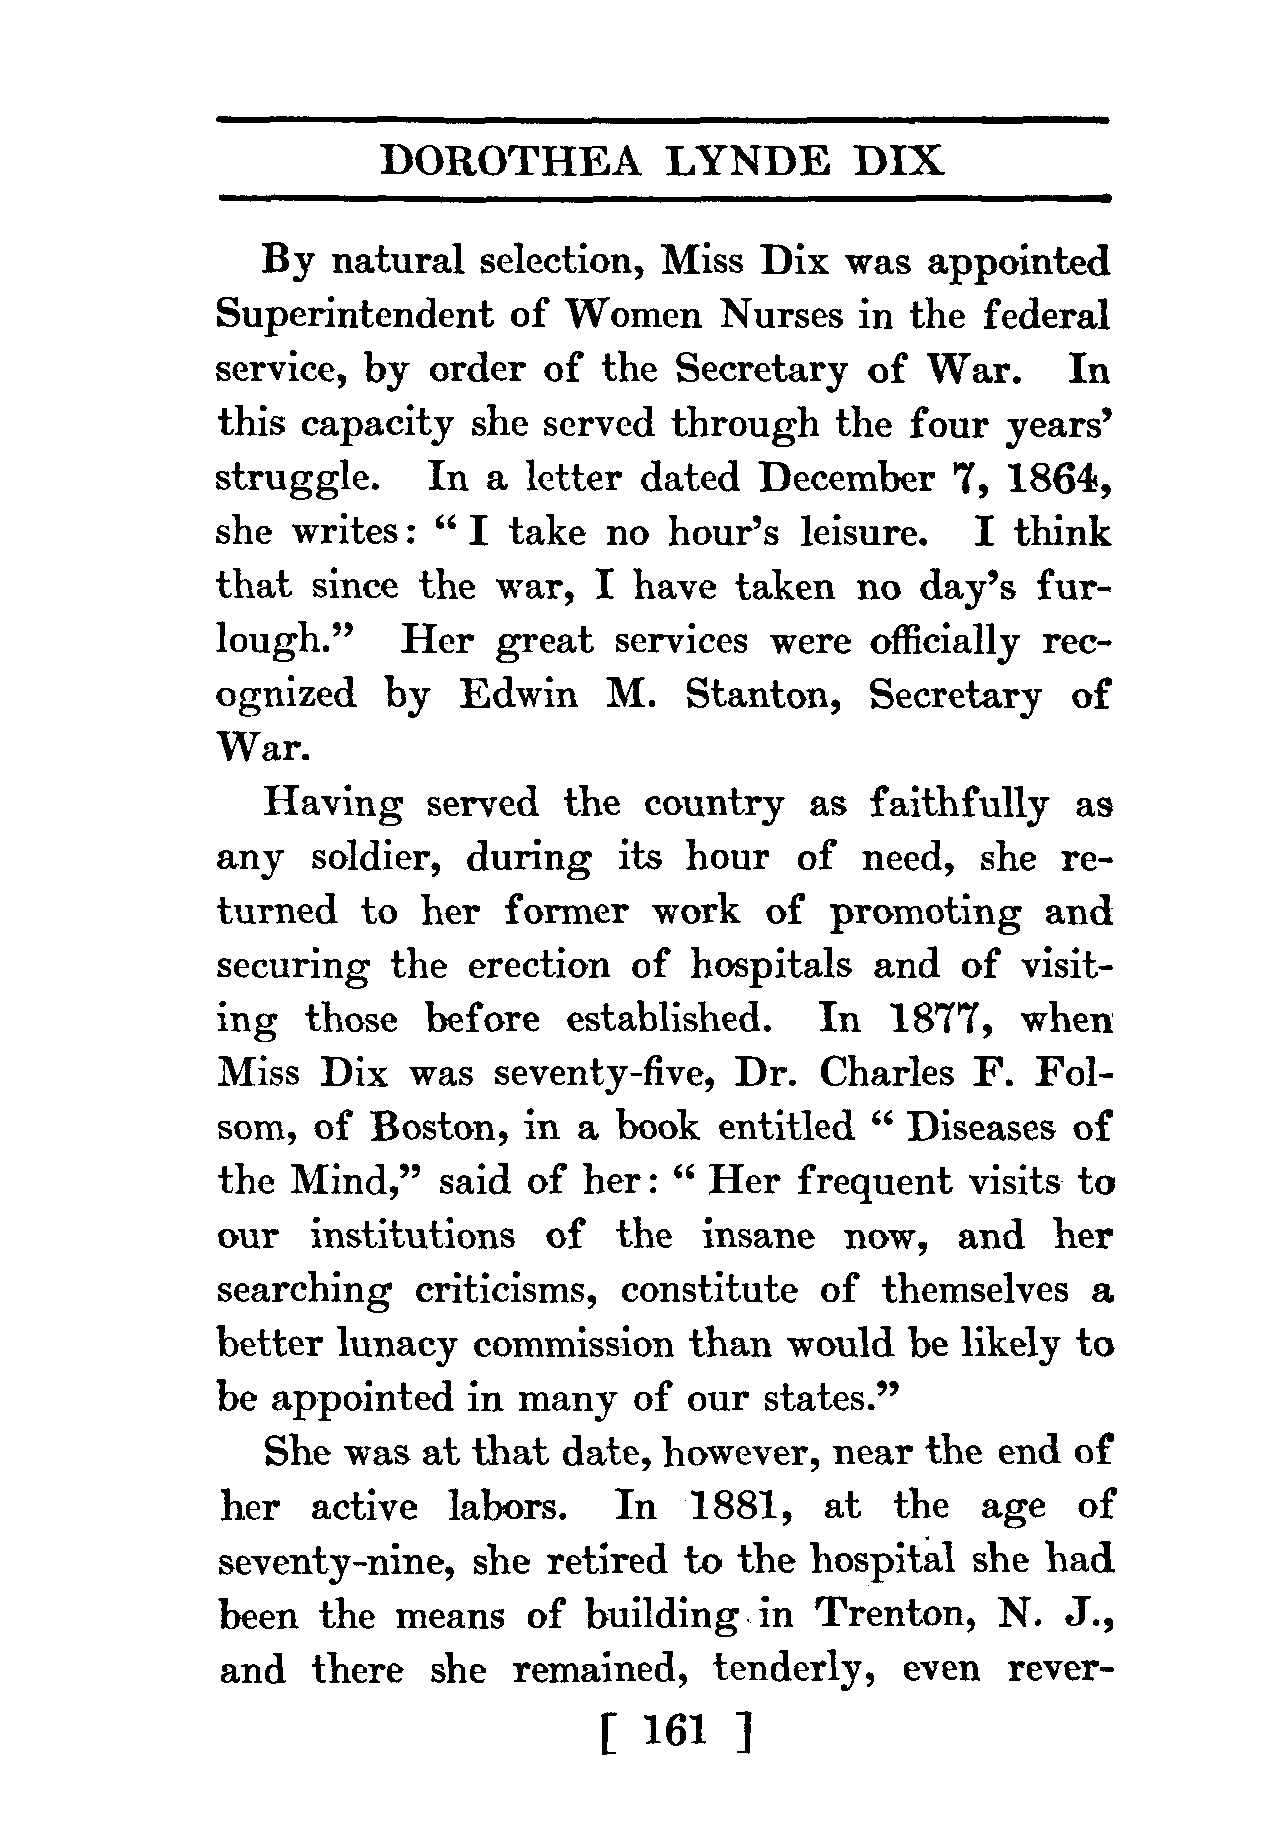 DOROTHEA LYNDE DIX
By natural selection, Miss Dix was appointed
Superintendent of Women Nurses in the federal
service, by order of the Secretary of War. In
this capacity she served through the four years'
struggle. In a letter dated December 7, 1864,
she writes: " I take no hour's leisure. I think
that since the war, I have taken no day's fur-
lough." Her great services were officially rec-
ognized by Edwin M. Stanton, Secretary of
War.
Having served the country as faithfully as
any soldier, during its hour of need, she re-
turned to her former work of promoting and
securing the erection of hospitals and of visit-
ing those before established. In 1877, when
Miss Dix was seventy-five, Dr. Charles F. Fol-
som, of Boston, in a book entitled " Diseases of
the Mind," said of her: " Her frequent visits to
our institutions of the insane now, and her
searching criticisms, constitute of themselves a
better lunacy commission than would be likely to
be appointed in many of our states."
She was at that date, however, near the end of
her active labors. In 1881, at the age of
seventy-nine, she retired to the hospital she had
been the means of building in Trenton, N. J.,
and there she remained, tenderly, even rever-
[ 161 ]